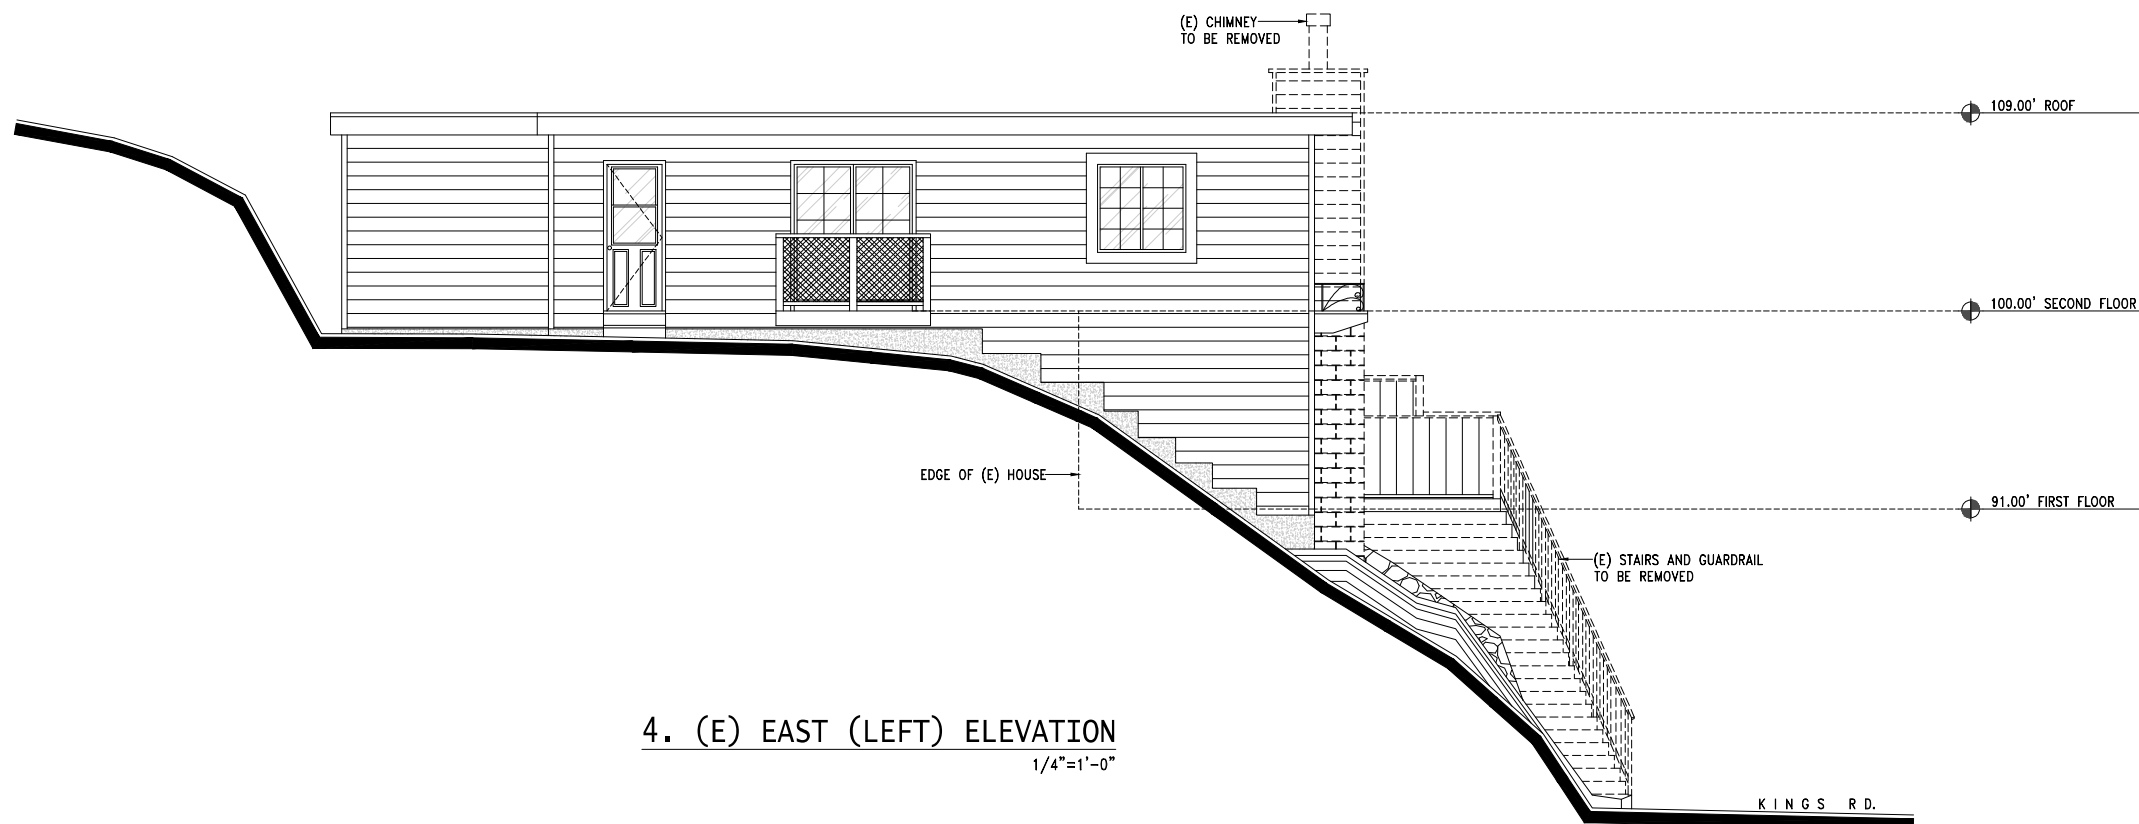 (E) CHIMNEY
TO BE REMOVED
109.00' ROOF
100.00' SECOND FLOOR
EDGE OF (E) HOUSE
91.00' FIRST FLOOR
(E) STAIRS AND GUARDRAIL
TO BE REMOVED
4. (E) EAST (LEFT) ELEVATION
1/4"=1'-0"
KINGS RD.